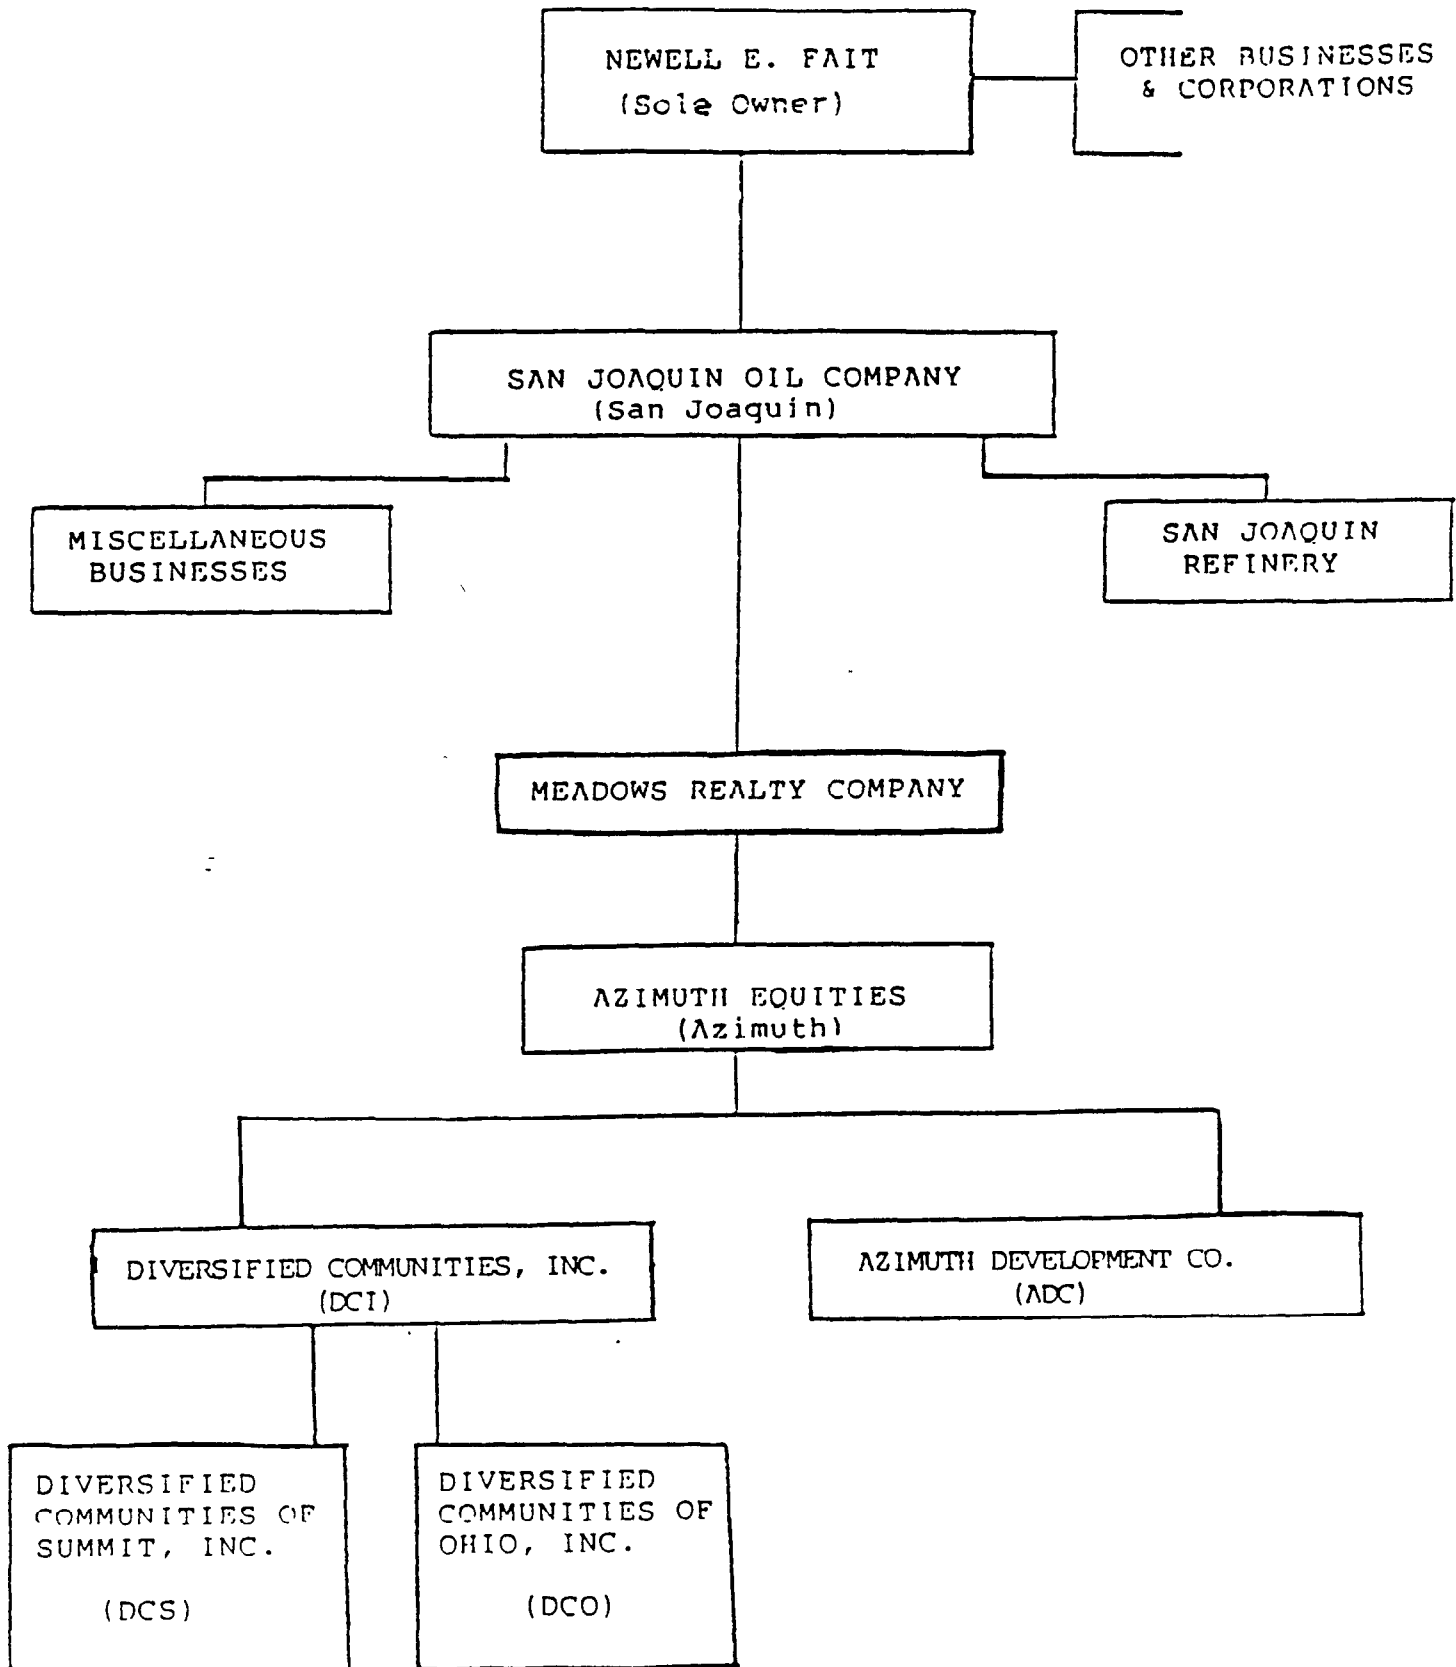 NEWELL E. FAIT
(Sole Owner)
OTHER BUSINESSES
& CORPORATIONS
SAN JOAQUIN OIL COMPANY
(San Joaquin)
MISCELLANEOUS
BUSINESSES
SAN JOAQUIN
REFINERY
MEADOWS REALTY COMPANY
AZIMUTH EQUITIES
(Azimuth)
DIVERSIFIED COMMUNITIES, INC.
(DCI)
AZIMUTH DEVELOPMENT CO.
(ADC)
DIVERSIFIED
COMMUNITIES OF
SUMMIT, INC.
(DCS)
DIVERSIFIED
COMMUNITIES OF
OHIO, INC.
(DCO)